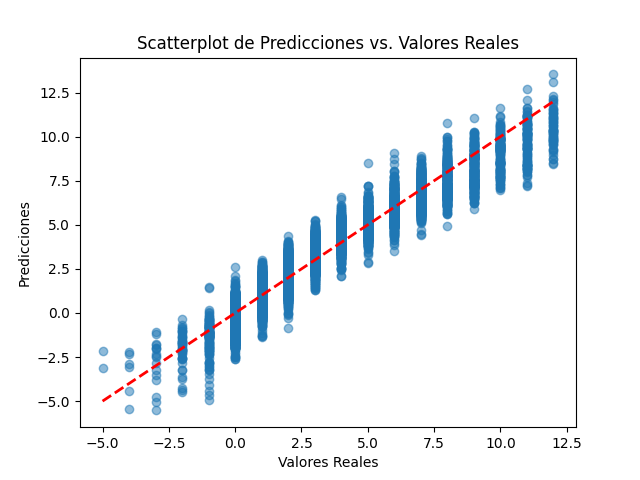 Scatterplot de Predicciones vs. Valores Reales
12.5
10.0
7.5
5.0
2.5
0.0
−2.5
−5.0
Predicciones
−5.0 −2.5 0.0 2.5 5.0 7.5 10.0 12.5
Valores Reales